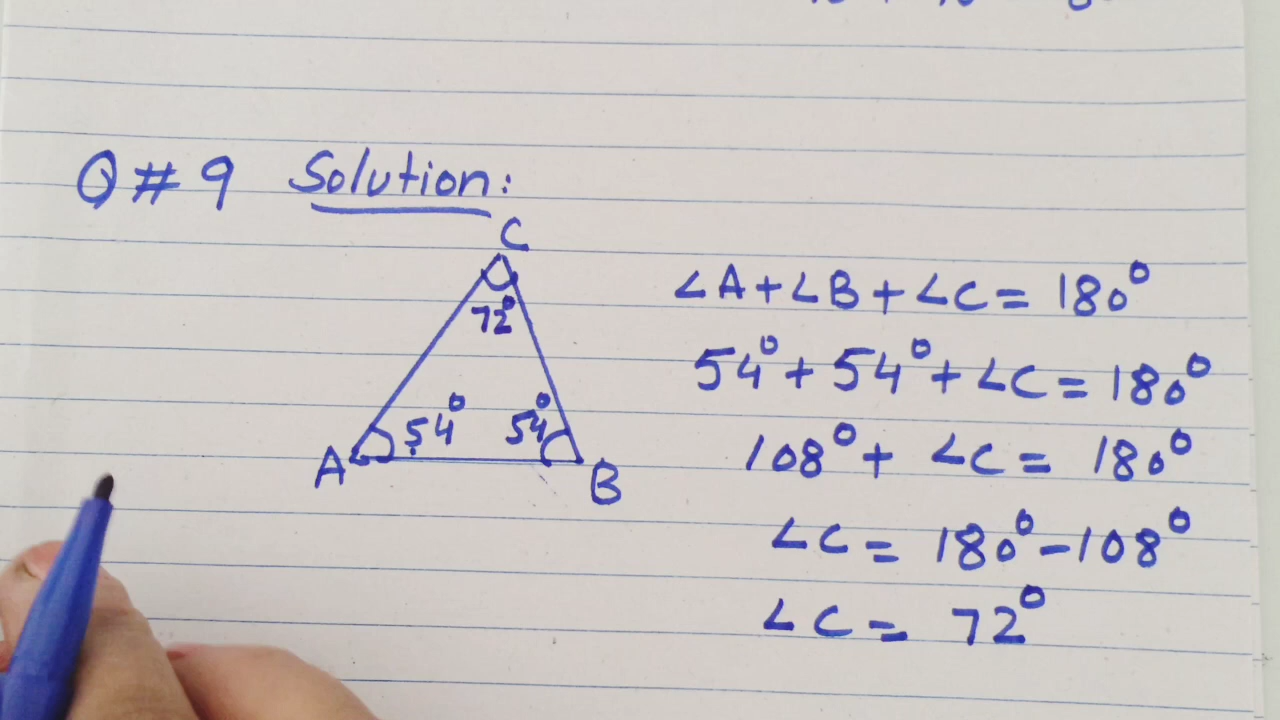 Q # 9 Solution:
C
72°
54° 54°
A B
∠A + ∠B + ∠C = 180°
54° + 54° + ∠C = 180°
108° + ∠C = 180°
∠C = 180° - 108°
∠C = 72°